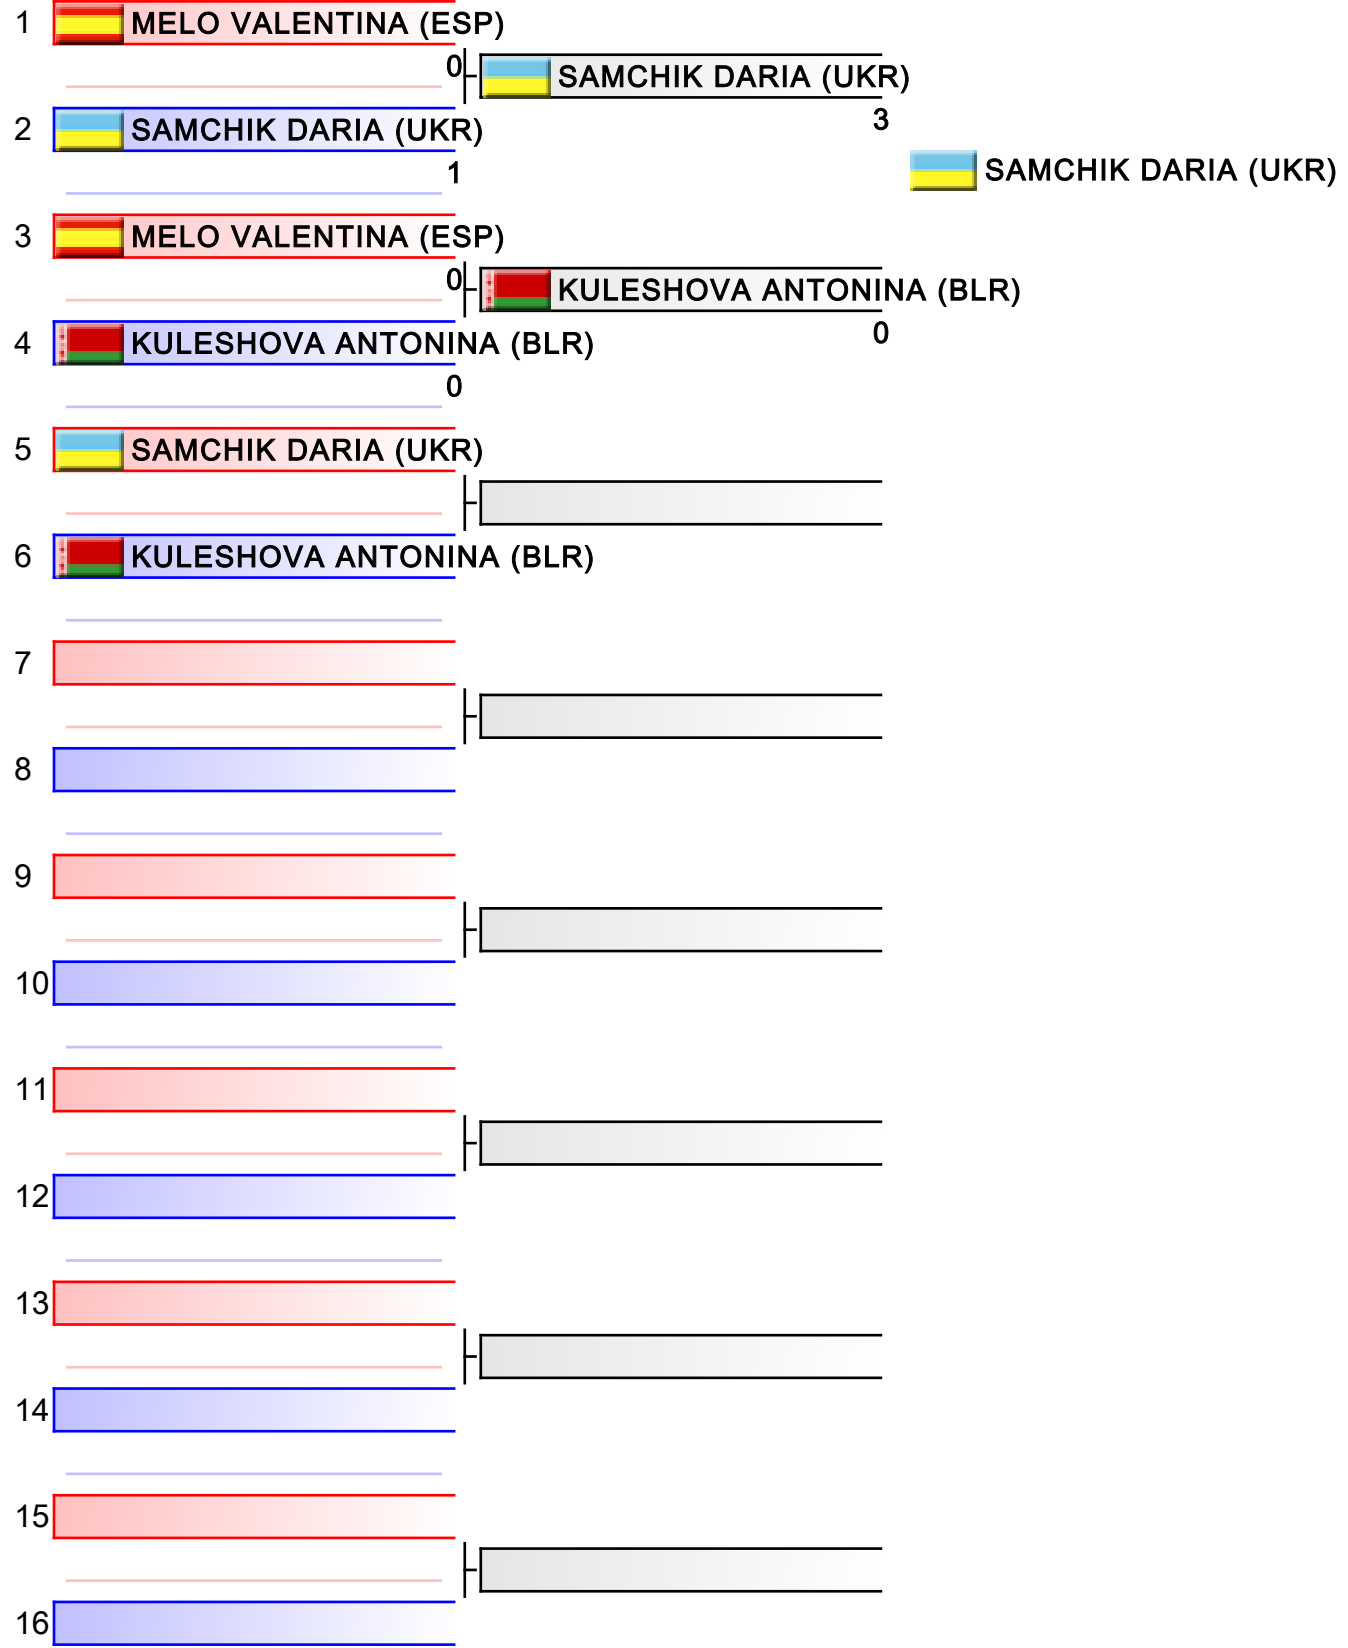 1 MELO VALENTINA (ESP)
0 SAMCHIK DARIA (UKR)
3
2 SAMCHIK DARIA (UKR)
1
SAMCHIK DARIA (UKR)
3 MELO VALENTINA (ESP)
0 KULESHOVA ANTONINA (BLR)
0
4 KULESHOVA ANTONINA (BLR)
0
5 SAMCHIK DARIA (UKR)
6 KULESHOVA ANTONINA (BLR)
7
8
9
10
11
12
13
14
15
16